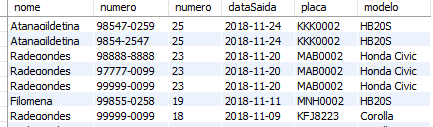 nome numero numero dataSaida placa modelo
Atanagildetina 98547-0259 25 2018-11-24 KKK0002 HB20S
Atanagildetina 9854-2547 25 2018-11-24 KKK0002 HB20S
Radegondes 98888-8888 23 2018-11-20 MAB0002 Honda Civic
Radegondes 97777-0099 23 2018-11-20 MAB0002 Honda Civic
Radegondes 99999-0099 23 2018-11-20 MAB0002 Honda Civic
Filomena 99855-0258 19 2018-11-11 MNH0002 HB20S
Radegondes 99999-0099 18 2018-11-09 KFJ8223 Corolla